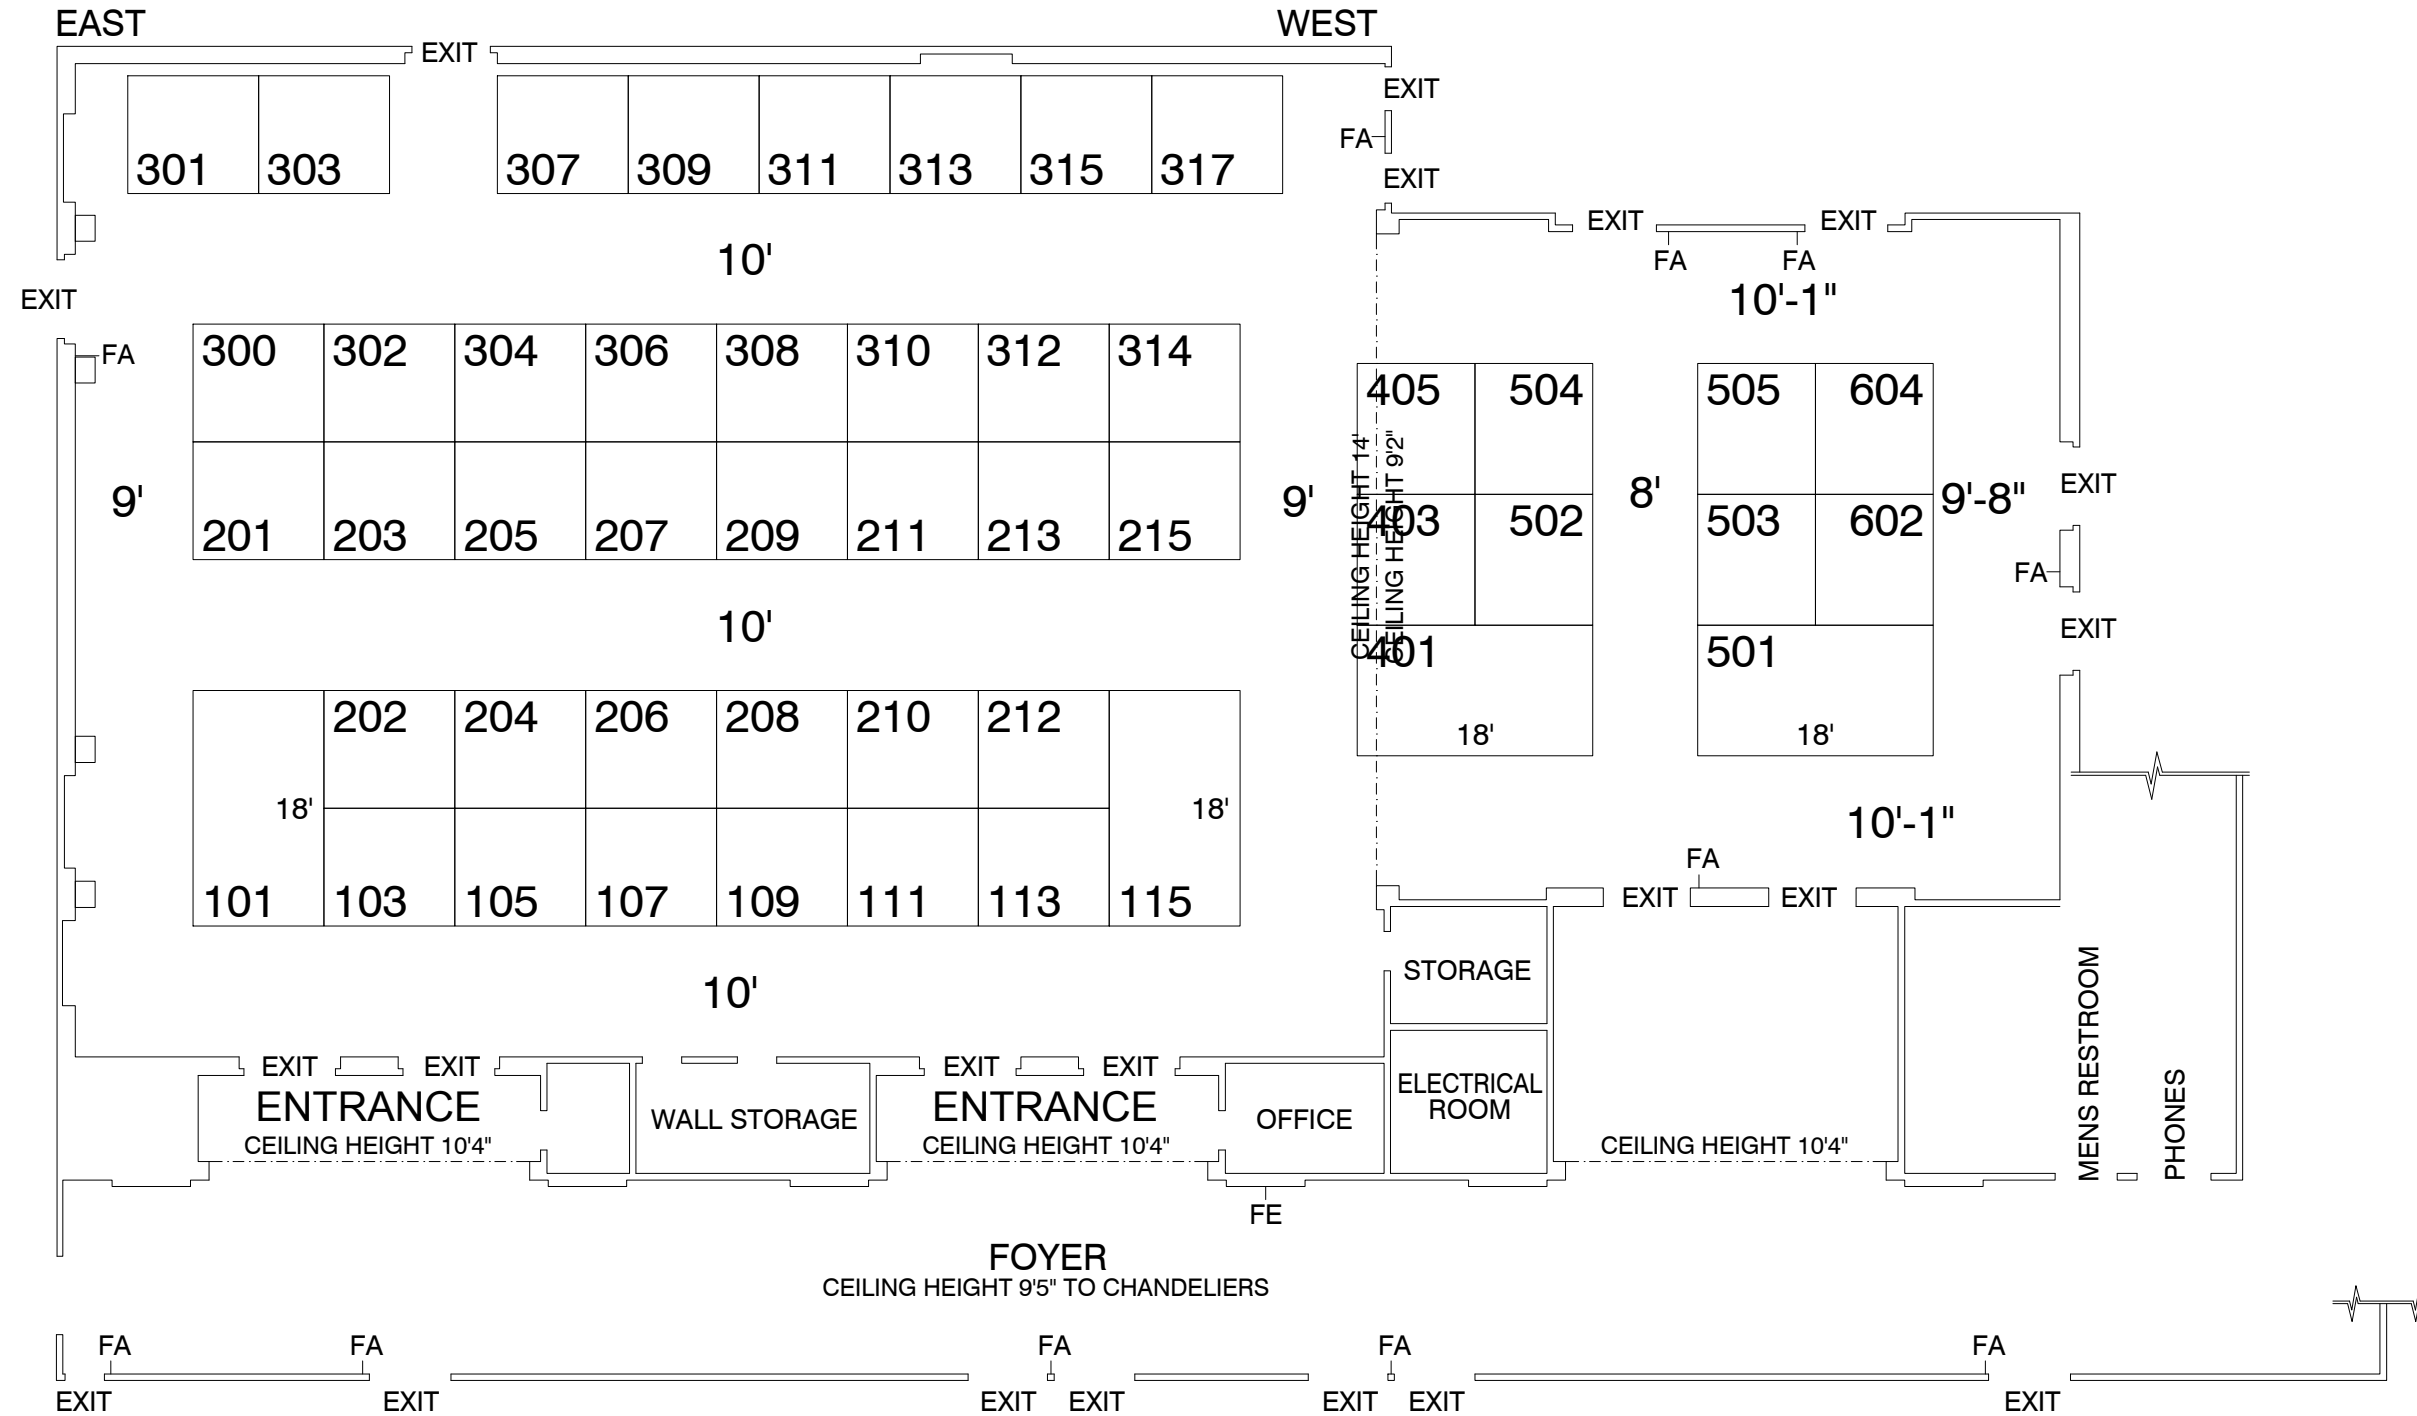 EAST
WEST
EXIT
EXIT
FA
EXIT
301 303 307 309 311 313 315 317
EXIT EXIT
FA FA
10'
10'-1"
EXIT
FA
300 302 304 306 308 310 312 314
405 504 505 604
9'
9'
8'
9'-8"
EXIT
CEILING HEIGHT 14'
CEILING HEIGHT 9'2"
201 203 205 207 209 211 213 215
403 502 503 602
FA
EXIT
10'
401 501
18' 18'
202 204 206 208 210 212
18' 18'
10'-1"
101 103 105 107 109 111 113 115
FA
EXIT EXIT
10'
STORAGE
EXIT EXIT EXIT EXIT
ENTRANCE
CEILING HEIGHT 10'4"
WALL STORAGE
ENTRANCE
CEILING HEIGHT 10'4"
OFFICE
ELECTRICAL
ROOM
CEILING HEIGHT 10'4"
MENS RESTROOM
PHONES
FE
FOYER
CEILING HEIGHT 9'5" TO CHANDELIERS
FA FA FA FA FA
EXIT EXIT EXIT EXIT EXIT EXIT EXIT